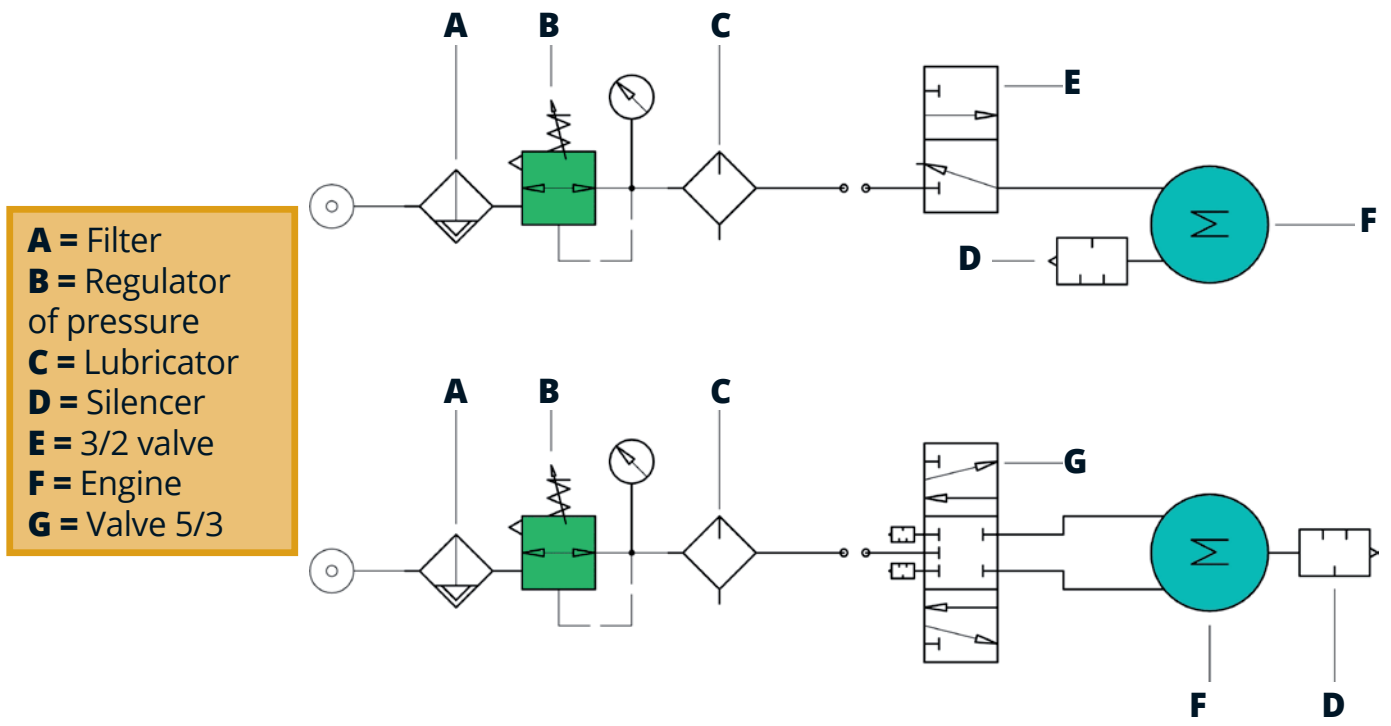 A B C
E
F
D
A = Filter
B = Regulator
of pressure
C = Lubricator
D = Silencer
E = 3/2 valve
F = Engine
G = Valve 5/3
M
A B C
G
M
F D